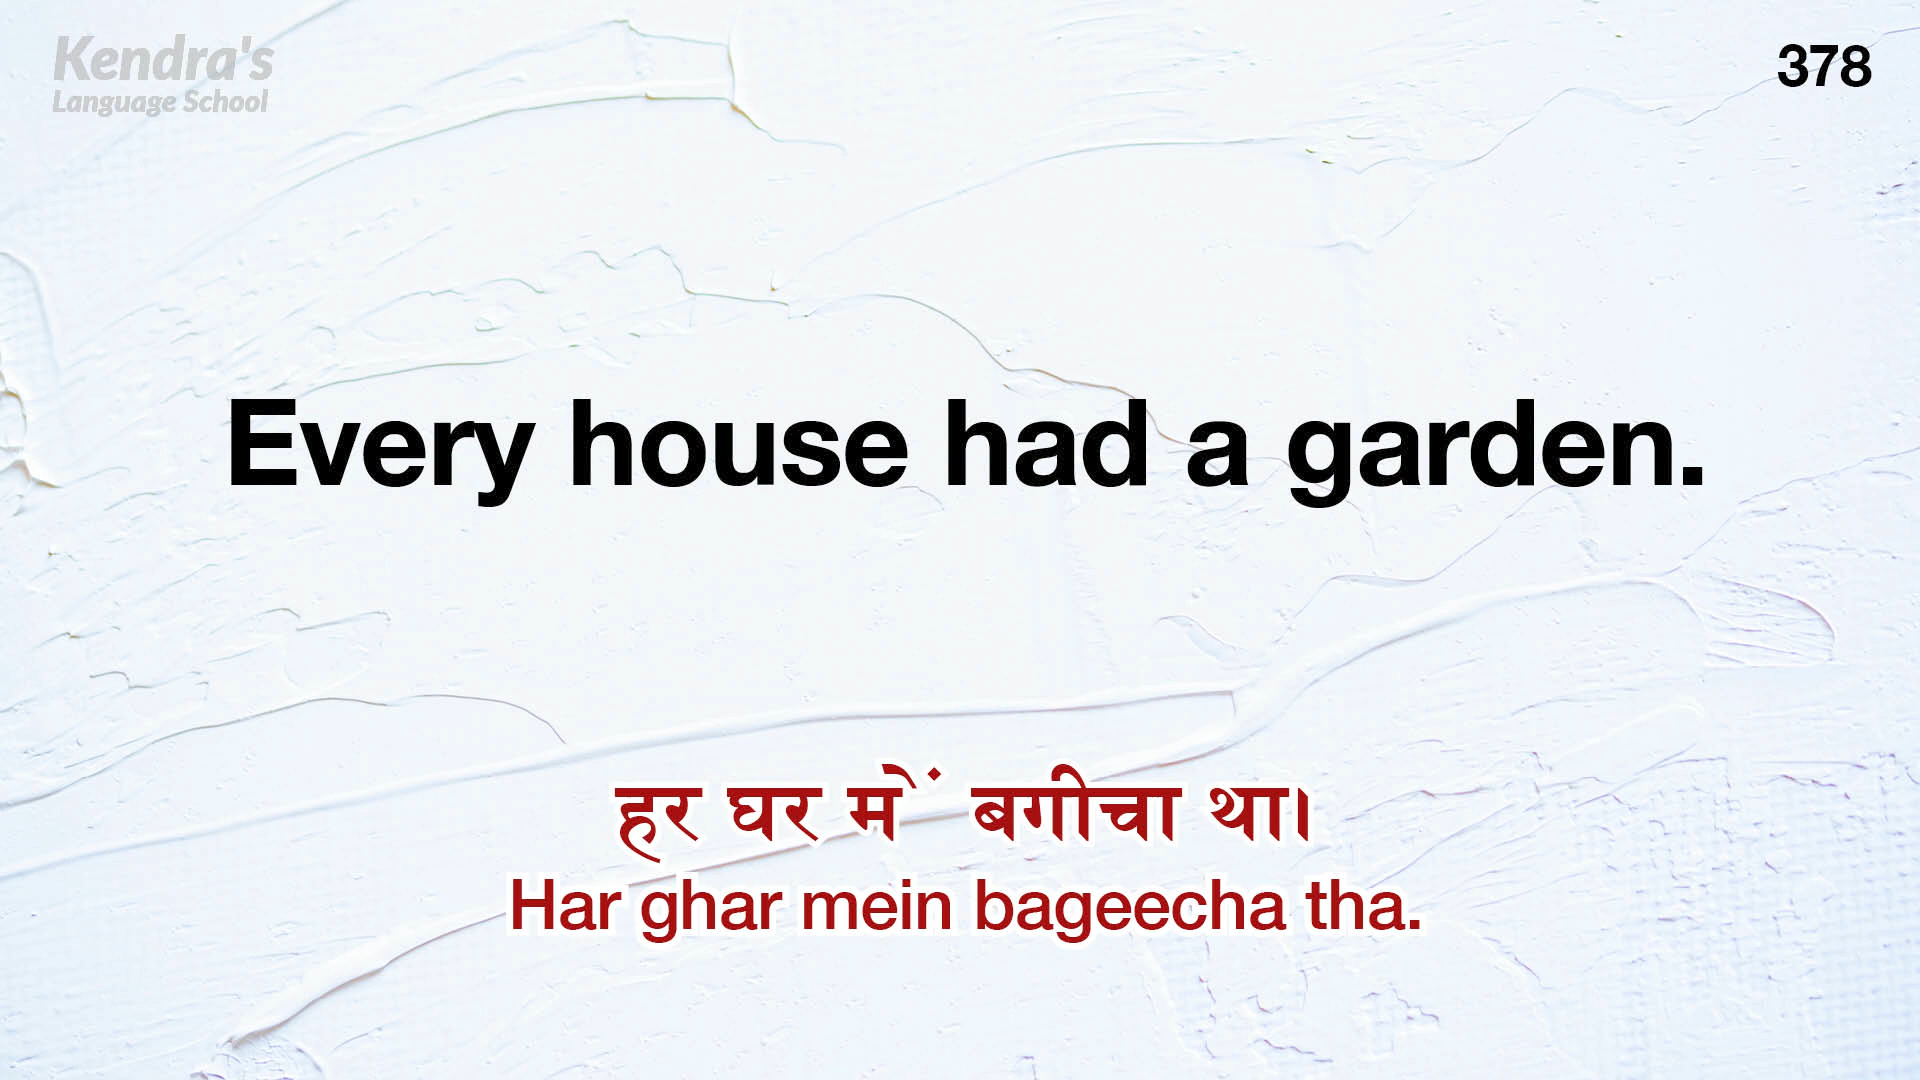 Kendra's
Language School
378
Every house had a garden.
हर घर में बगीचा था।
Har ghar mein bageecha tha.